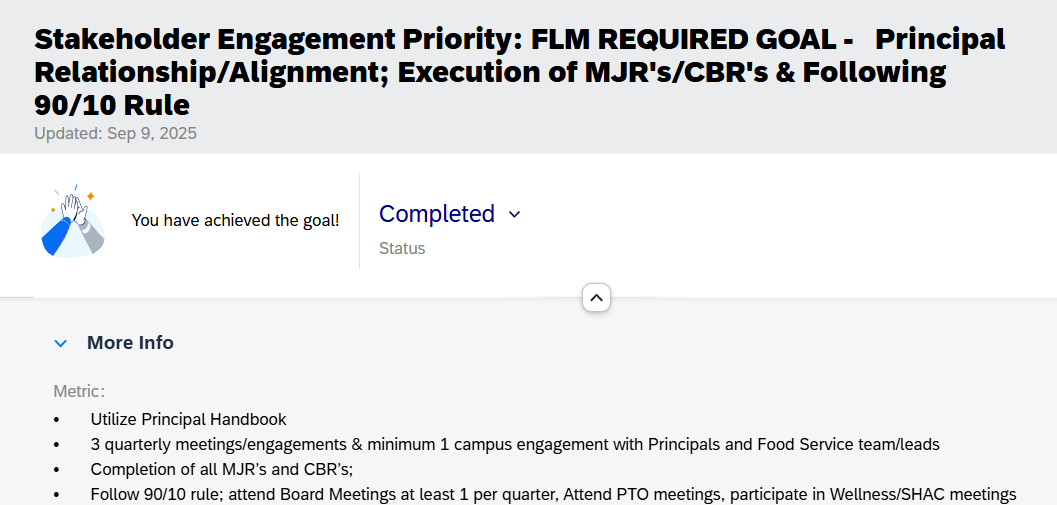 Stakeholder Engagement Priority: FLM REQUIRED GOAL -   Principal
Relationship/Alignment; Execution of MJR's/CBR's & Following
90/10 Rule
Updated: Sep 9, 2025
You have achieved the goal!
Completed
Status
More Info
Metric:
• Utilize Principal Handbook
• 3 quarterly meetings/engagements & minimum 1 campus engagement with Principals and Food Service team/leads
• Completion of all MJR’s and CBR’s;
• Follow 90/10 rule; attend Board Meetings at least 1 per quarter, Attend PTO meetings, participate in Wellness/SHAC meetings